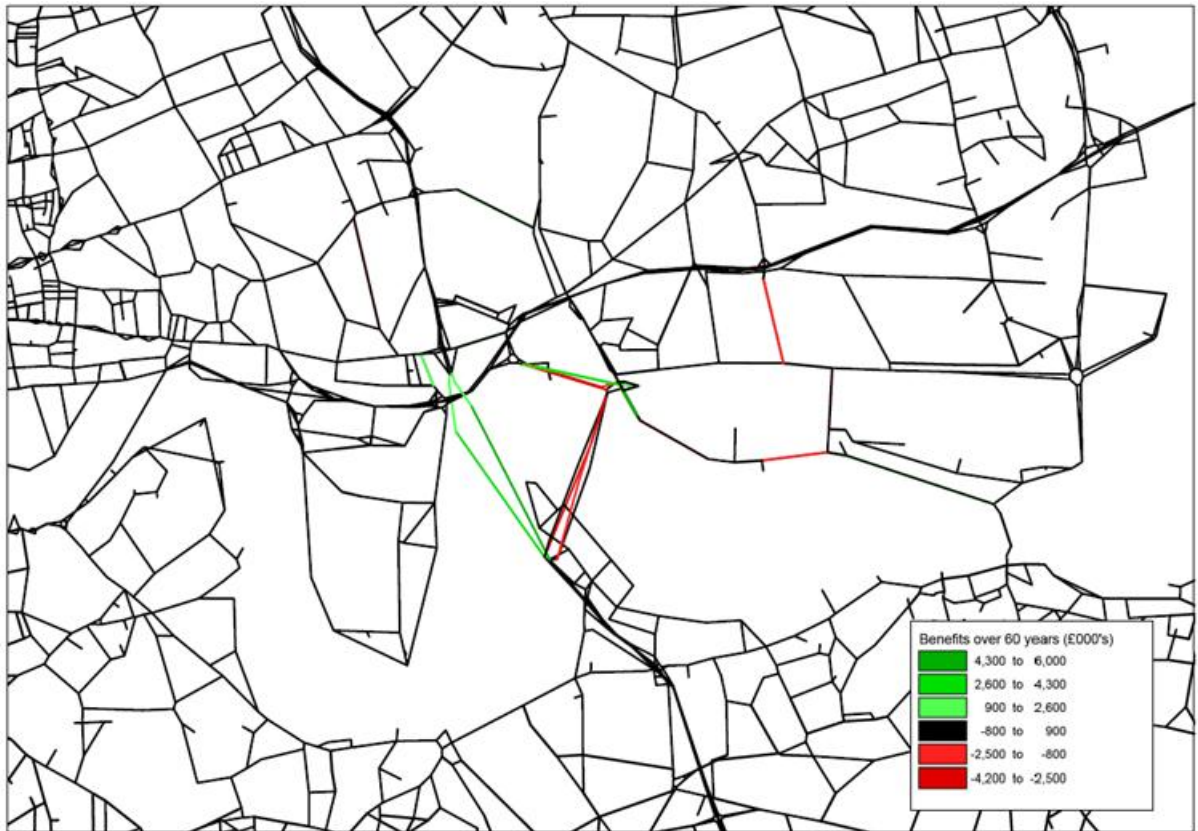 Benefits over 60 years (£000's)
4,300 to 6,000
2,600 to 4,300
900 to 2,600
-800 to 900
-2,500 to -800
-4,200 to -2,500